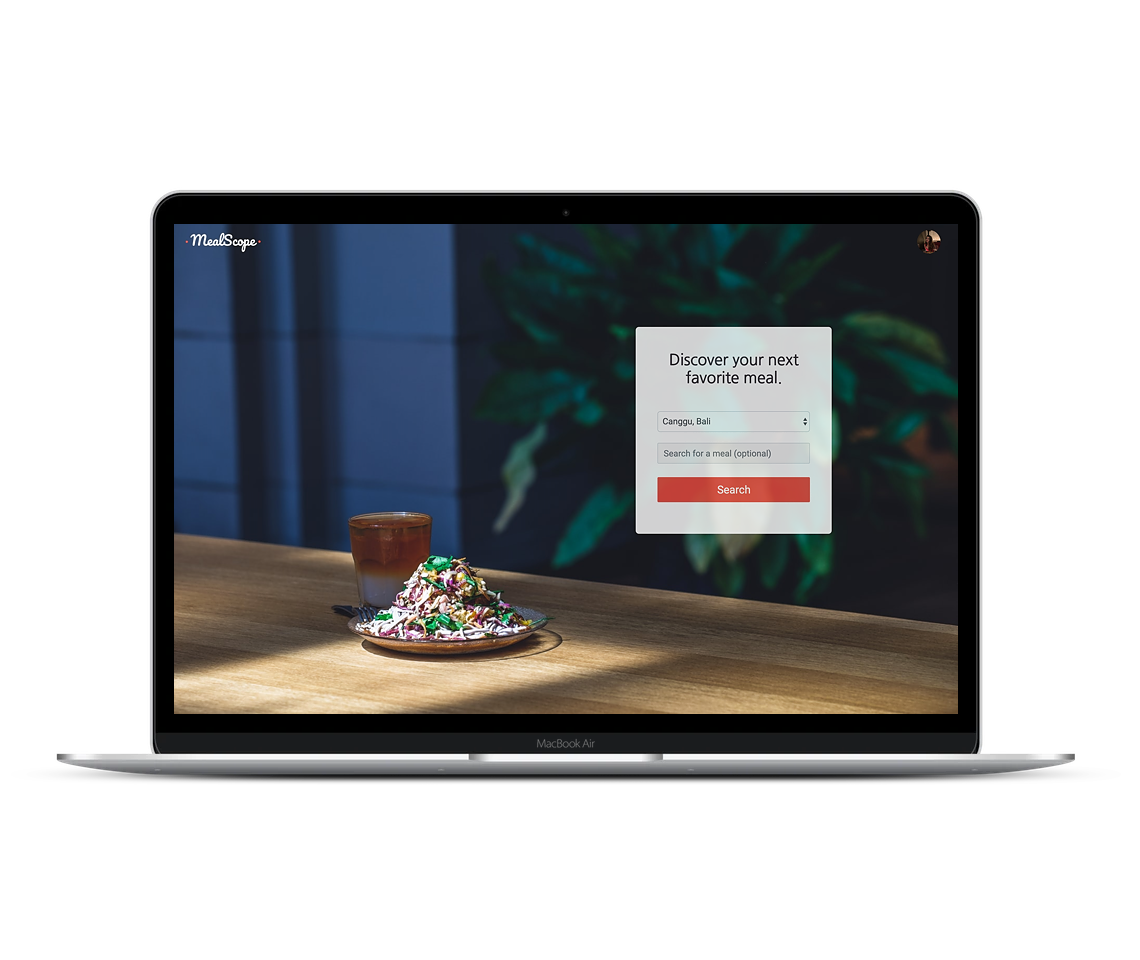 MealScope
Discover your next
favorite meal.
Canggu, Bali
Search for a meal (optional)
Search
MacBook Air